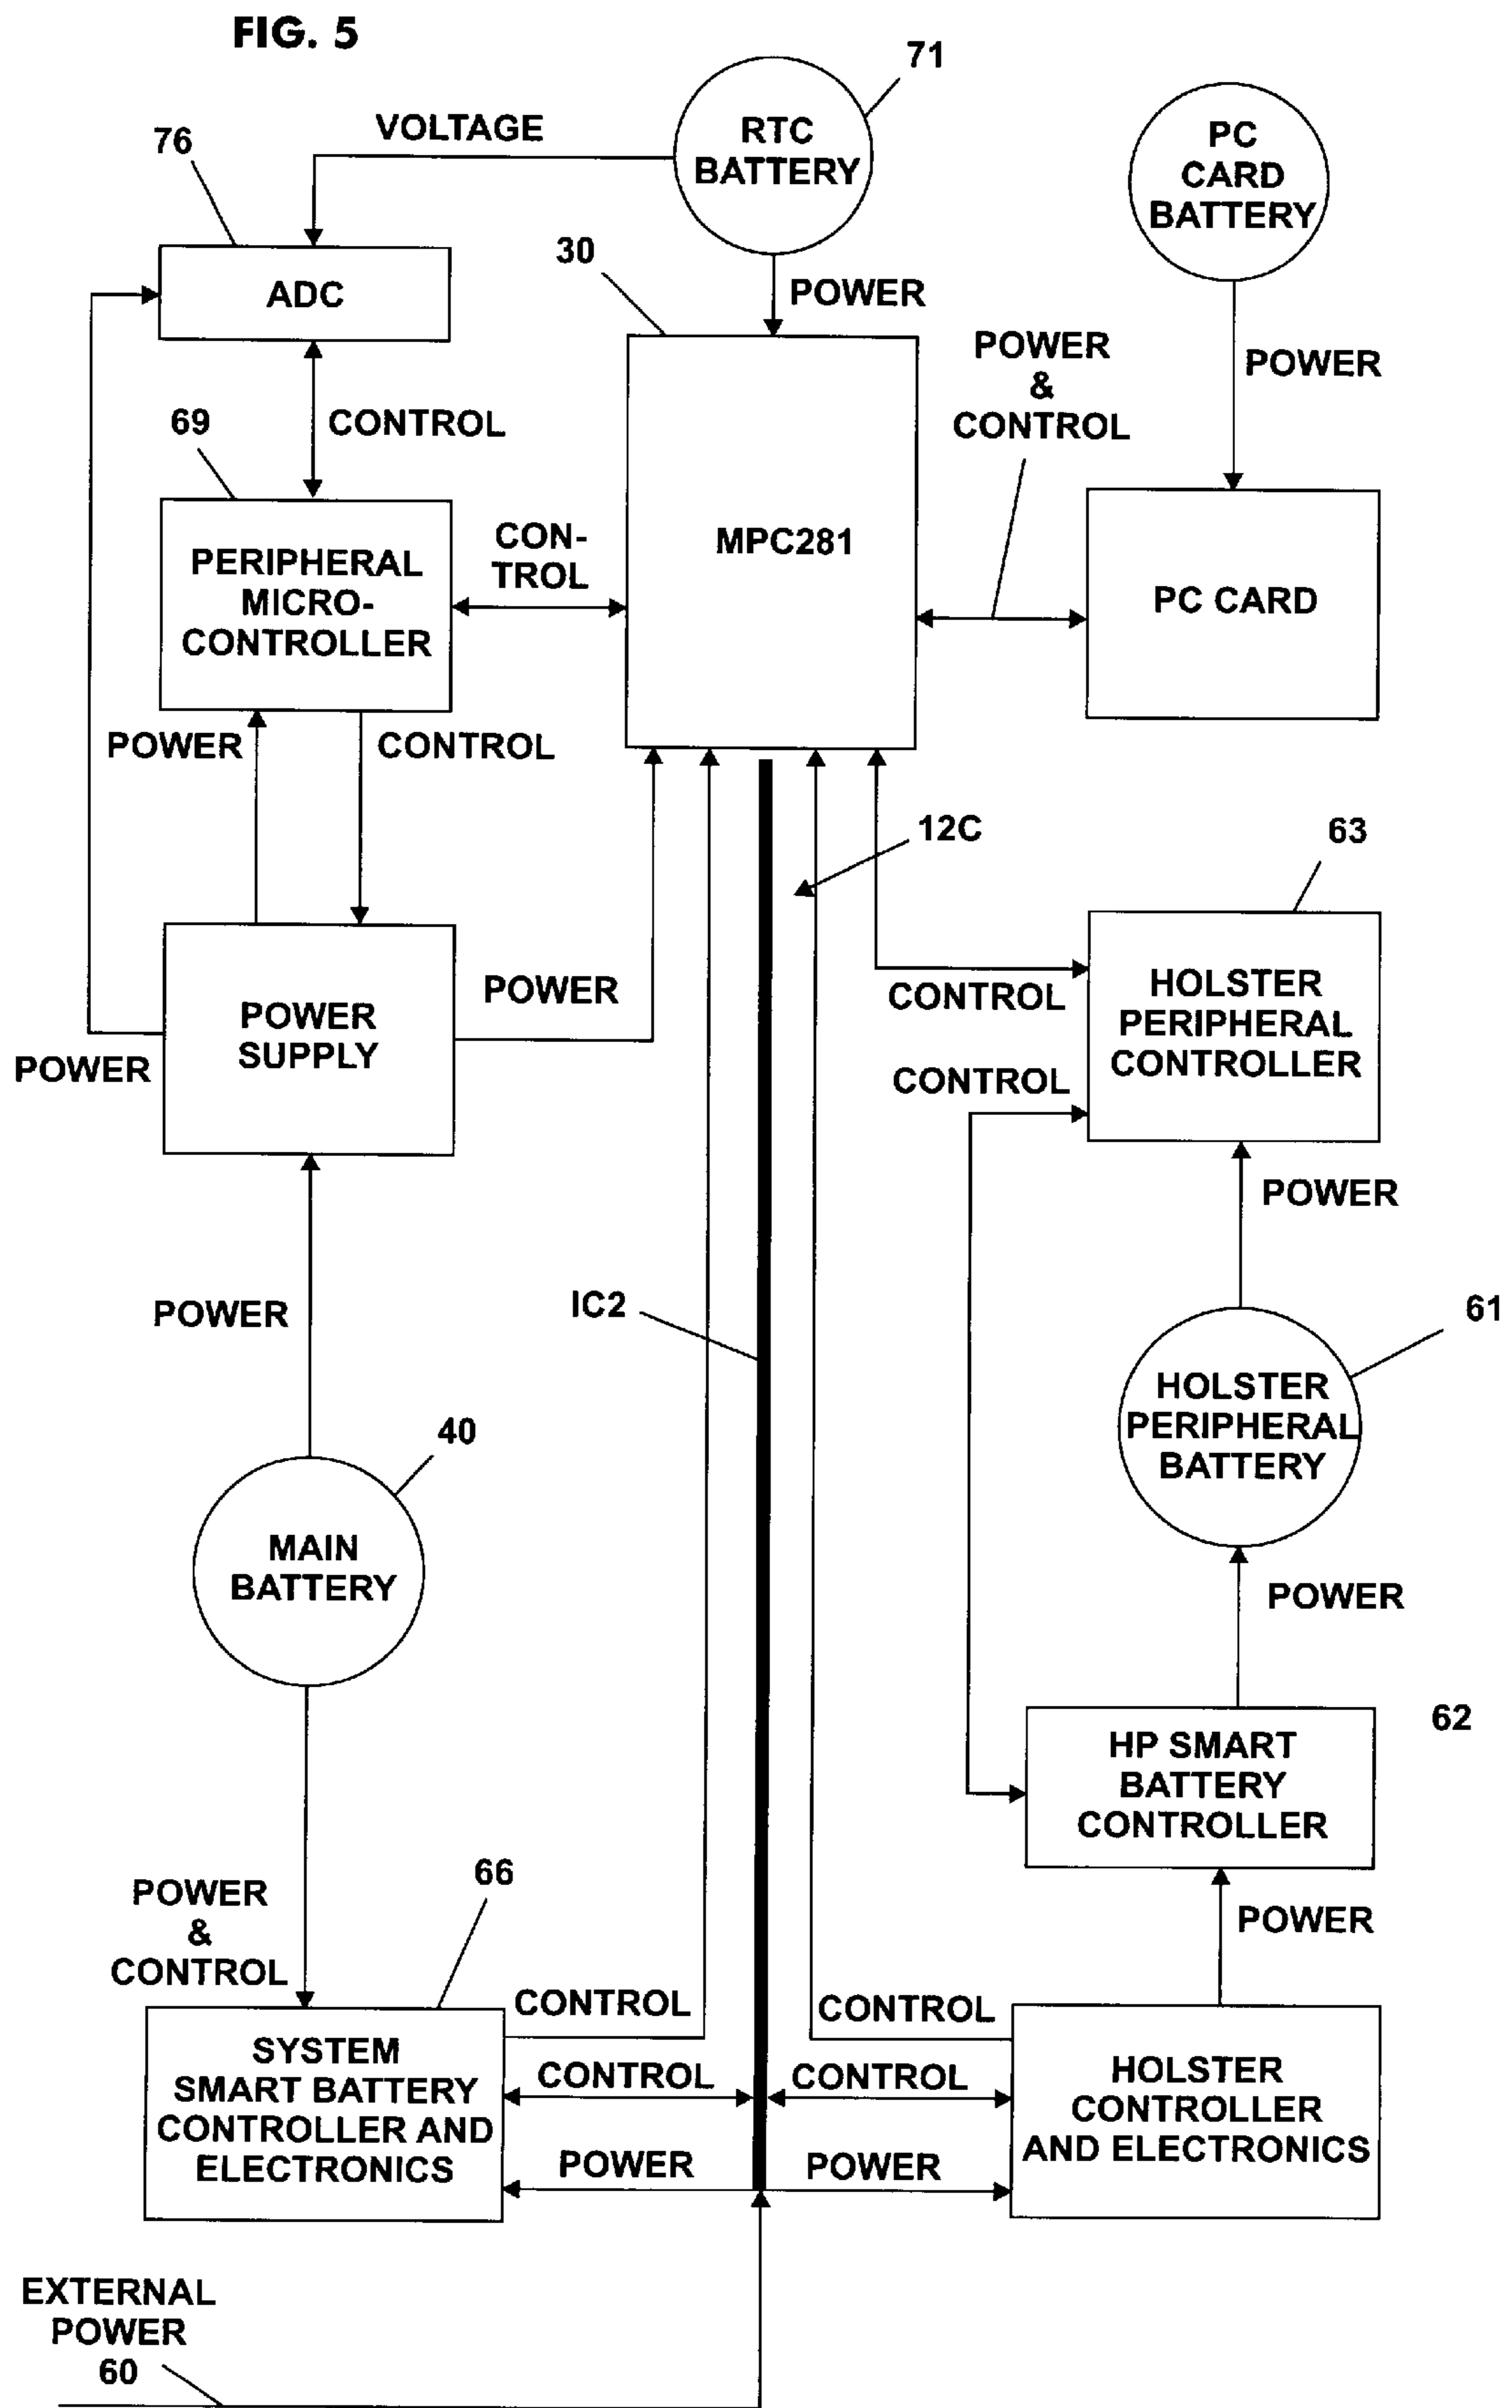 FIG. 5
71
RTC
BATTERY
PC
CARD
BATTERY
VOLTAGE
76
30
ADC
POWER
POWER
&
CONTROL
POWER
69
CONTROL
CON-
TROL
MPC281
PERIPHERAL
MICRO-
CONTROLLER
PC CARD
POWER
CONTROL
12C
63
POWER
SUPPLY
POWER
POWER
CONTROL
HOLSTER
PERIPHERAL
CONTROLLER
CONTROL
POWER
POWER
IC2
61
HOLSTER
PERIPHERAL
BATTERY
40
MAIN
BATTERY
POWER
62
HP SMART
BATTERY
CONTROLLER
66
POWER
&
CONTROL
POWER
CONTROL
CONTROL
SYSTEM
SMART BATTERY
CONTROLLER AND
ELECTRONICS
CONTROL
CONTROL
HOLSTER
CONTROLLER
AND ELECTRONICS
POWER
POWER
EXTERNAL
POWER
60